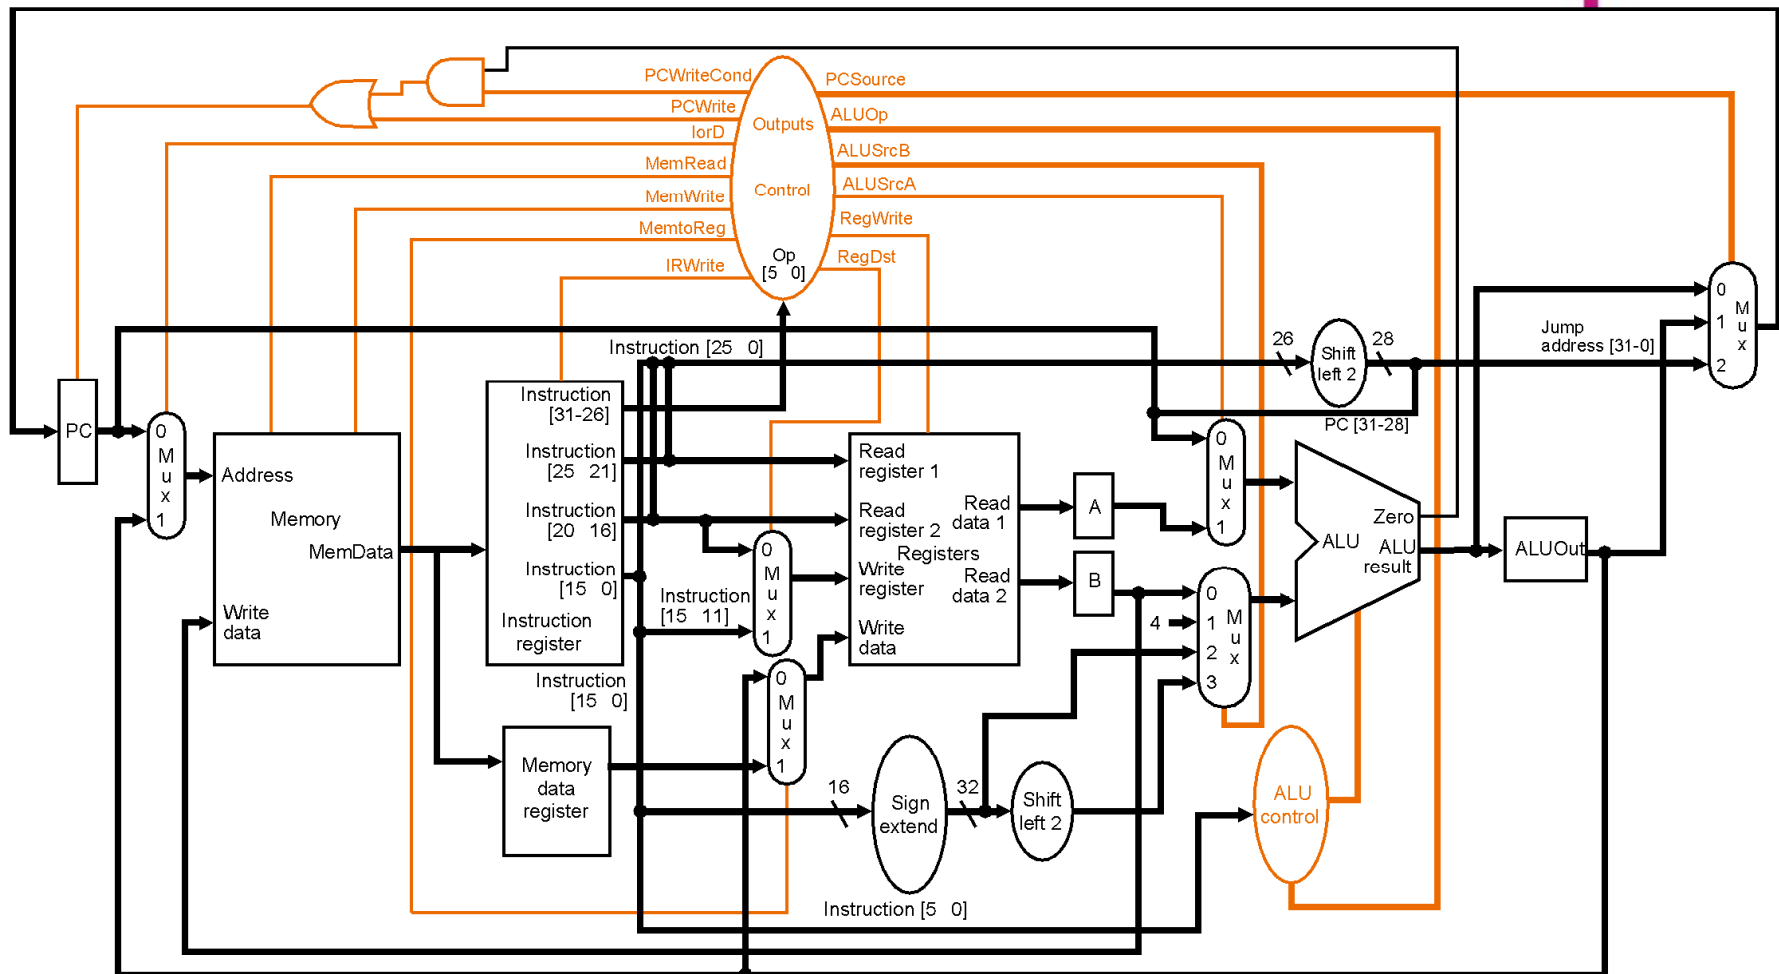 PCWriteCond
PCSource
PCWrite
ALUOp
Outputs
IorD
ALUSrcB
MemRead
Control
ALUSrcA
MemWrite
RegWrite
MemtoReg
Op
[5 0]
RegDst
IRWrite
Instruction [25 0]
26
Shift
left 2
28
Jump
address [31-0]
0
1
2
M
u
x
PC [31-28]
PC
0
M
u
x
1
Address
Memory
MemData
Write
data
Instruction
[31-26]
Instruction
[25 21]
Instruction
[20 16]
Instruction
[15 0]
Instruction
register
Instruction
[15 11]
0
M
u
x
1
Read
register 1
Read
register 2
Registers
Write
register
Write
data
Read
data 1
Read
data 2
A
B
0
M
u
x
1
4
0
1
2
3
M
u
x
Zero
ALU
ALU
result
ALUOut
Instruction
[15 0]
0
M
u
x
1
Memory
data
register
16
Sign
extend
32
Shift
left 2
ALU
control
Instruction [5 0]